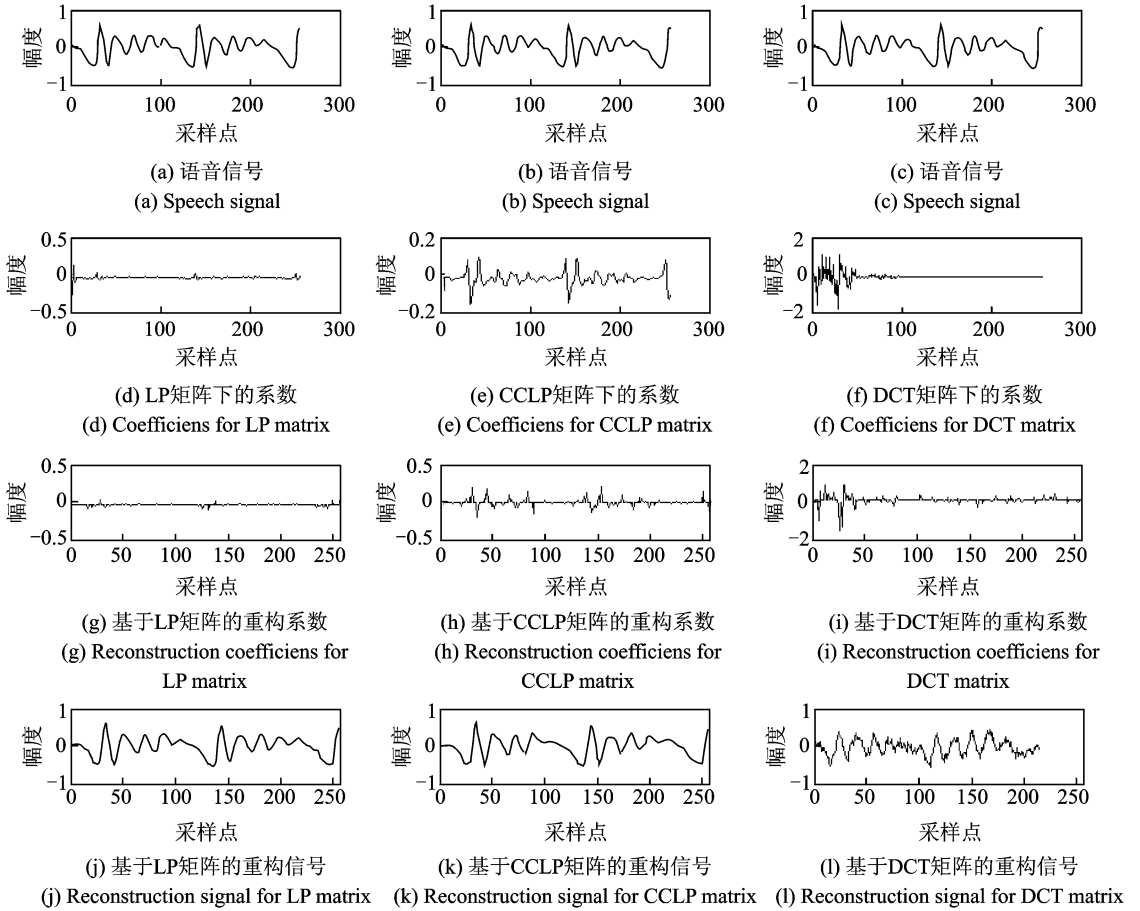 1
0
−1
幅度
0 100 200 300
采样点
(a) 语音信号
(a) Speech signal
1
0
−1
幅度
0 100 200 300
采样点
(b) 语音信号
(b) Speech signal
1
0
−1
幅度
0 100 200 300
采样点
(c) 语音信号
(c) Speech signal
0.5
0
−0.5
幅度
0 100 200 300
采样点
(d) LP矩阵下的系数
(d) Coefficiens for LP matrix
0.2
0
−0.2
幅度
0 100 200 300
采样点
(e) CCLP矩阵下的系数
(e) Coefficiens for CCLP matrix
2
0
−2
幅度
0 100 200 300
采样点
(f) DCT矩阵下的系数
(f) Coefficiens for DCT matrix
0.5
0
−0.5
幅度
0 50 100 150 200 250
采样点
(g) 基于LP矩阵的重构系数
(g) Reconstruction coefficiens for
LP matrix
0.5
0
−0.5
幅度
0 50 100 150 200 250
采样点
(h) 基于CCLP矩阵的重构系数
(h) Reconstruction coefficiens for
CCLP matrix
2
0
−2
幅度
0 50 100 150 200 250
采样点
(i) 基于DCT矩阵的重构系数
(i) Reconstruction coefficiens for
DCT matrix
1
0
−1
幅度
0 50 100 150 200 250
采样点
(j) 基于LP矩阵的重构信号
(j) Reconstruction signal for LP matrix
1
0
−1
幅度
0 50 100 150 200 250
采样点
(k) 基于CCLP矩阵的重构信号
(k) Reconstruction signal for CCLP matrix
1
0
−1
幅度
0 50 100 150 200 250
采样点
(l) 基于DCT矩阵的重构信号
(l) Reconstruction signal for DCT matrix